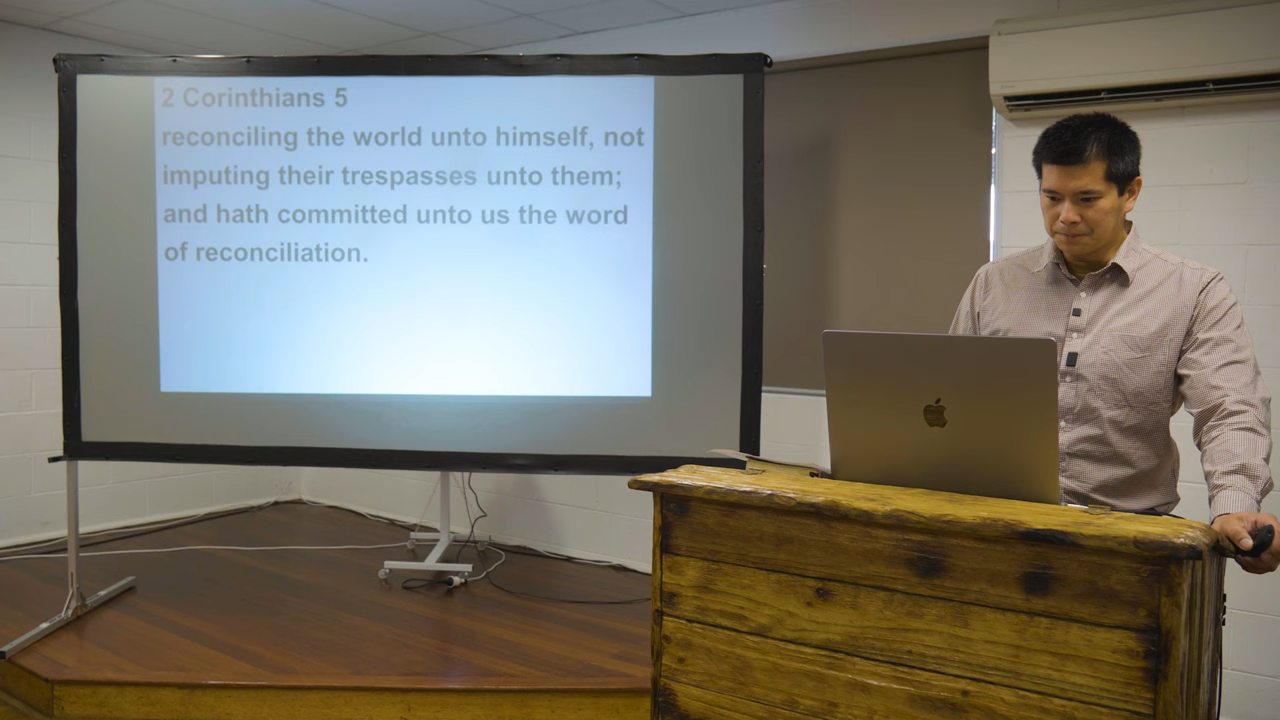 2 Corinthians 5
reconciling the world unto himself, not
imputing their trespasses unto them;
and hath committed unto us the word
of reconciliation.